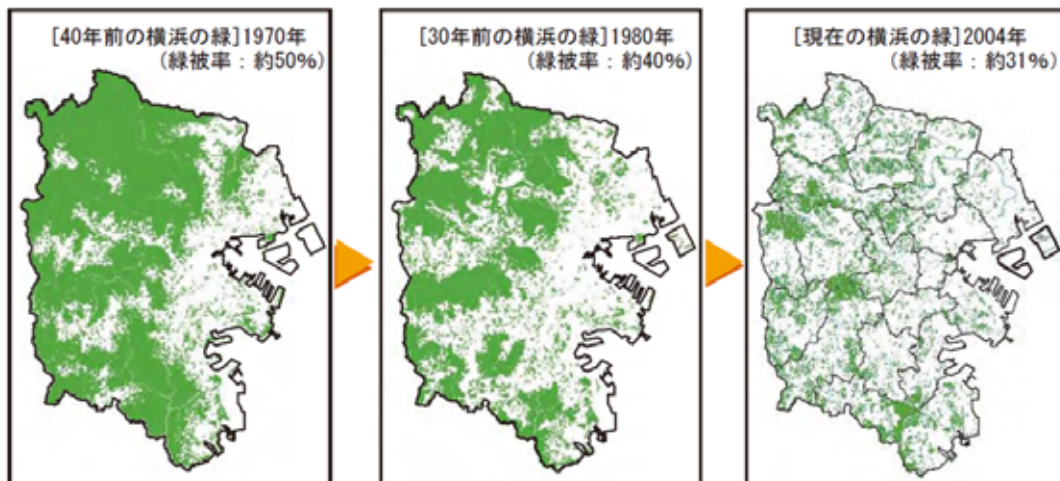 [40年前の横浜の緑]1970年
(緑被率：約50%)
[30年前の横浜の緑]1980年
(緑被率：約40%)
[現在の横浜の緑]2004年
(緑被率：約31%)